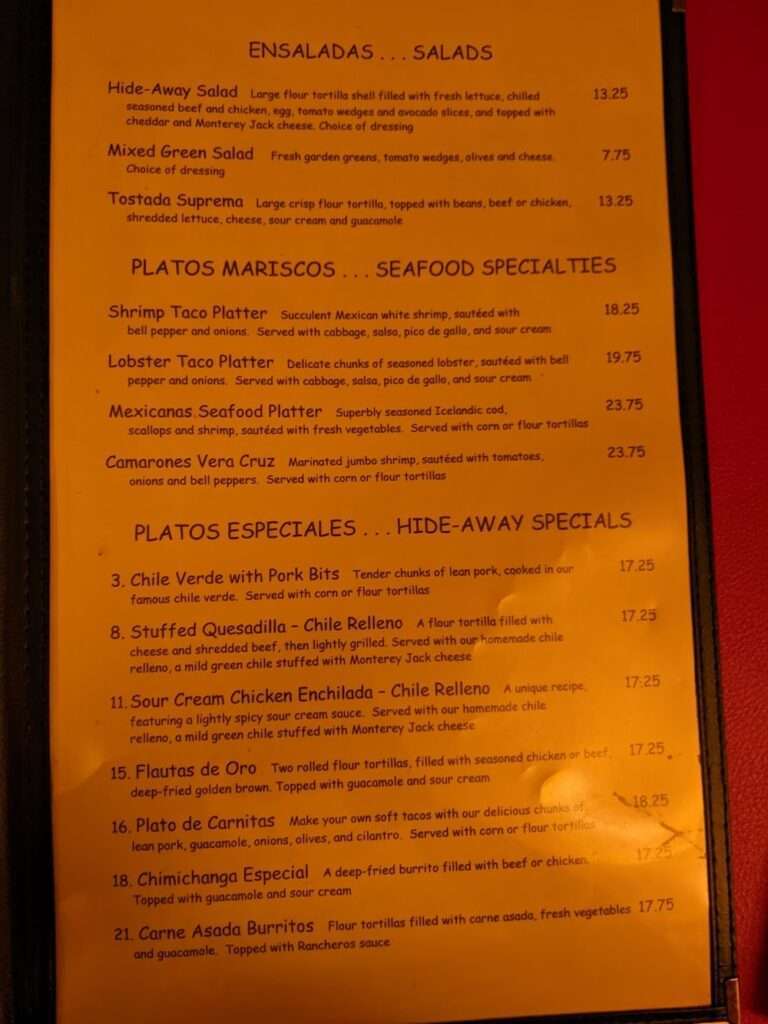 ENSALADAS . . . SALADS
Hide-Away Salad Large flour tortilla shell filled with fresh lettuce, chilled 13.25
seasoned beef and chicken, egg, tomato wedges and avocado slices, and topped with
cheddar and Monterey Jack cheese. Choice of dressing
Mixed Green Salad Fresh garden greens, tomato wedges, olives and cheese. 7.75
Choice of dressing
Tostada Suprema Large crisp flour tortilla, topped with beans, beef or chicken, 13.25
shredded lettuce, cheese, sour cream and guacamole
PLATOS MARISCOS . . . SEAFOOD SPECIALTIES
Shrimp Taco Platter Succulent Mexican white shrimp, sautéed with 18.25
bell pepper and onions. Served with cabbage, salsa, pico de gallo, and sour cream
Lobster Taco Platter Delicate chunks of seasoned lobster, sautéed with bell 19.75
pepper and onions. Served with cabbage, salsa, pico de gallo, and sour cream
Mexicanas Seafood Platter Superbly seasoned Icelandic cod, 23.75
scallops and shrimp, sautéed with fresh vegetables. Served with corn or flour tortillas
Camarones Vera Cruz Marinated jumbo shrimp, sautéed with tomatoes, 23.75
onions and bell peppers. Served with corn or flour tortillas
PLATOS ESPECIALES . . . HIDE-AWAY SPECIALS
3. Chile Verde with Pork Bits Tender chunks of lean pork, cooked in our 17.25
famous chile verde. Served with corn or flour tortillas
8. Stuffed Quesadilla – Chile Relleno A flour tortilla filled with 17.25
cheese and shredded beef, then lightly grilled. Served with our homemade chile
relleno, a mild green chile stuffed with Monterey Jack cheese
11. Sour Cream Chicken Enchilada – Chile Relleno A unique recipe, 17.25
featuring a lightly spicy sour cream sauce. Served with our homemade chile
relleno, a mild green chile stuffed with Monterey Jack cheese
15. Flautas de Oro Two rolled flour tortillas, filled with seasoned chicken or beef, 17.25
deep-fried golden brown. Topped with guacamole and sour cream
16. Plato de Carnitas Make your own soft tacos with our delicious chunks of 18.25
lean pork, guacamole, onions, olives, and cilantro. Served with corn or flour tortillas
18. Chimichanga Especial A deep-fried burrito filled with beef or chicken. 17.25
Topped with guacamole and sour cream
21. Carne Asada Burritos Flour tortillas filled with carne asada, fresh vegetables 17.75
and guacamole. Topped with Rancheros sauce